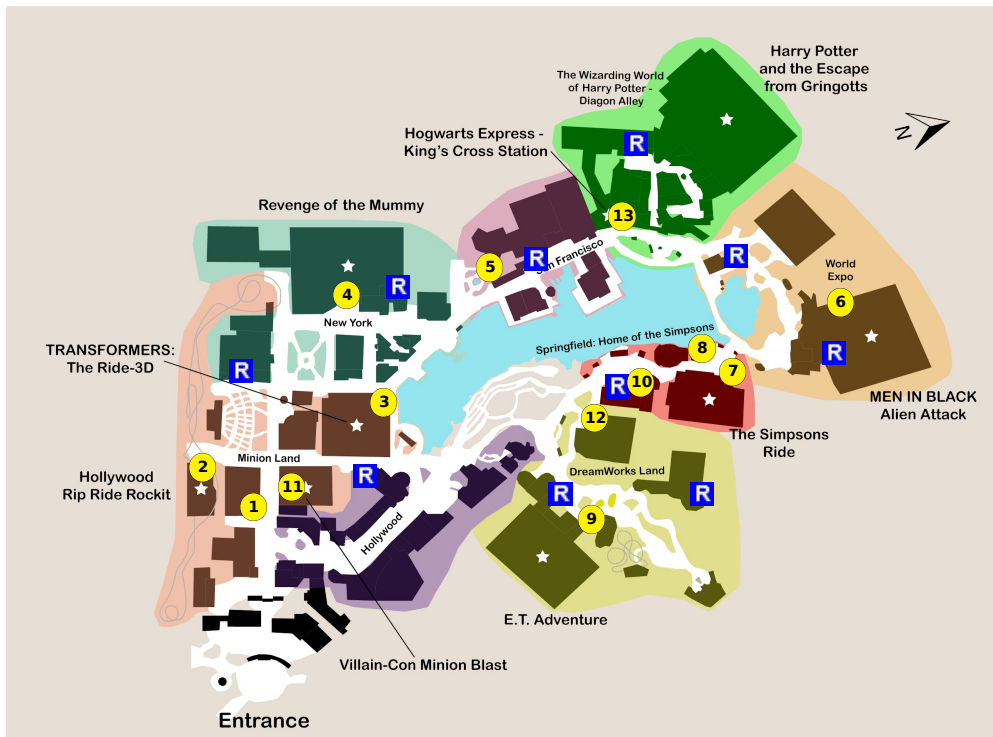 Harry Potter
and the Escape
from Gringotts
The Wizarding World
of Harry Potter -
Diagon Alley
N
Hogwarts Express -
King's Cross Station
R
13
Revenge of the Mummy
San Francisco
R
R
5
World
Expo
6
4
R
New York
Springfield: Home of the Simpsons
8
R
TRANSFORMERS:
The Ride-3D
R
7
R
10
3
12
MEN IN BLACK
Alien Attack
The Simpsons
Ride
Minion Land
2
Hollywood
Rip Ride Rockit
R
DreamWorks Land
11
1
R
R
9
Hollywood
E.T. Adventure
Villain-Con Minion Blast
Entrance